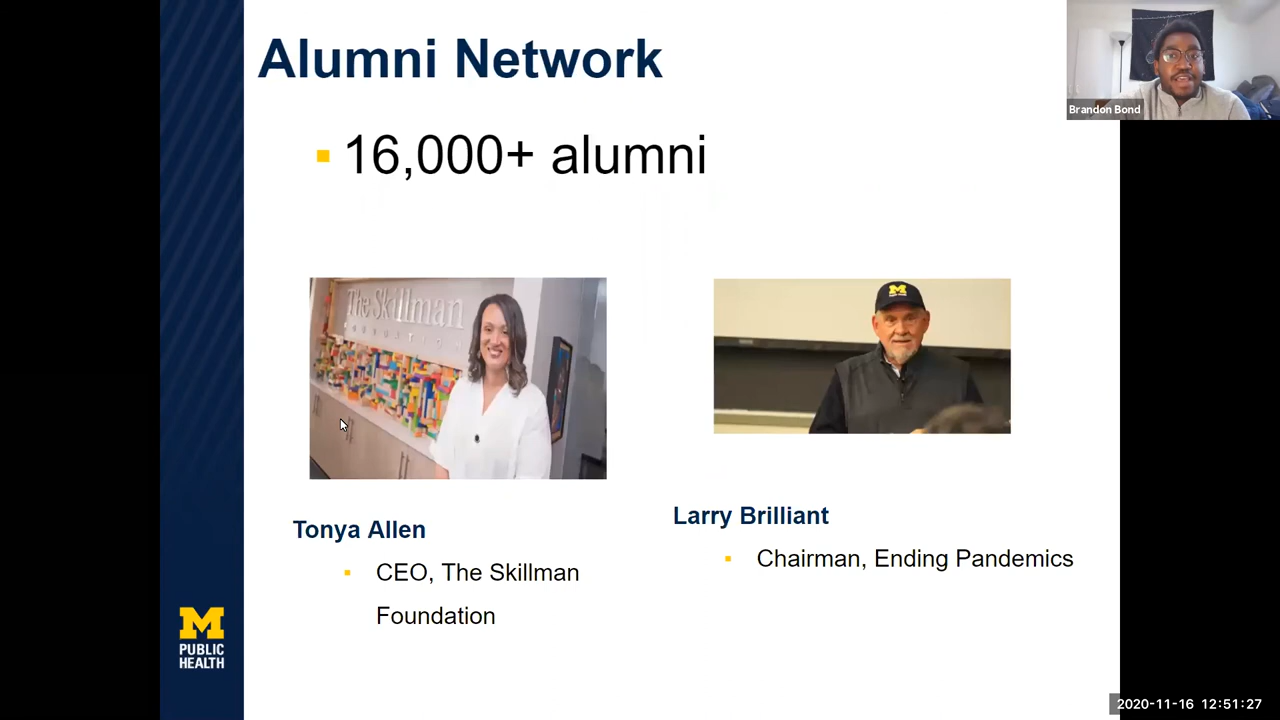 Alumni Network
Brandon Bond
16,000+ alumni
The Skillman
FOUNDATION
M
Tonya Allen
CEO, The Skillman
Foundation
Larry Brilliant
Chairman, Ending Pandemics
M
PUBLIC
HEALTH
2020-11-16 12:51:27